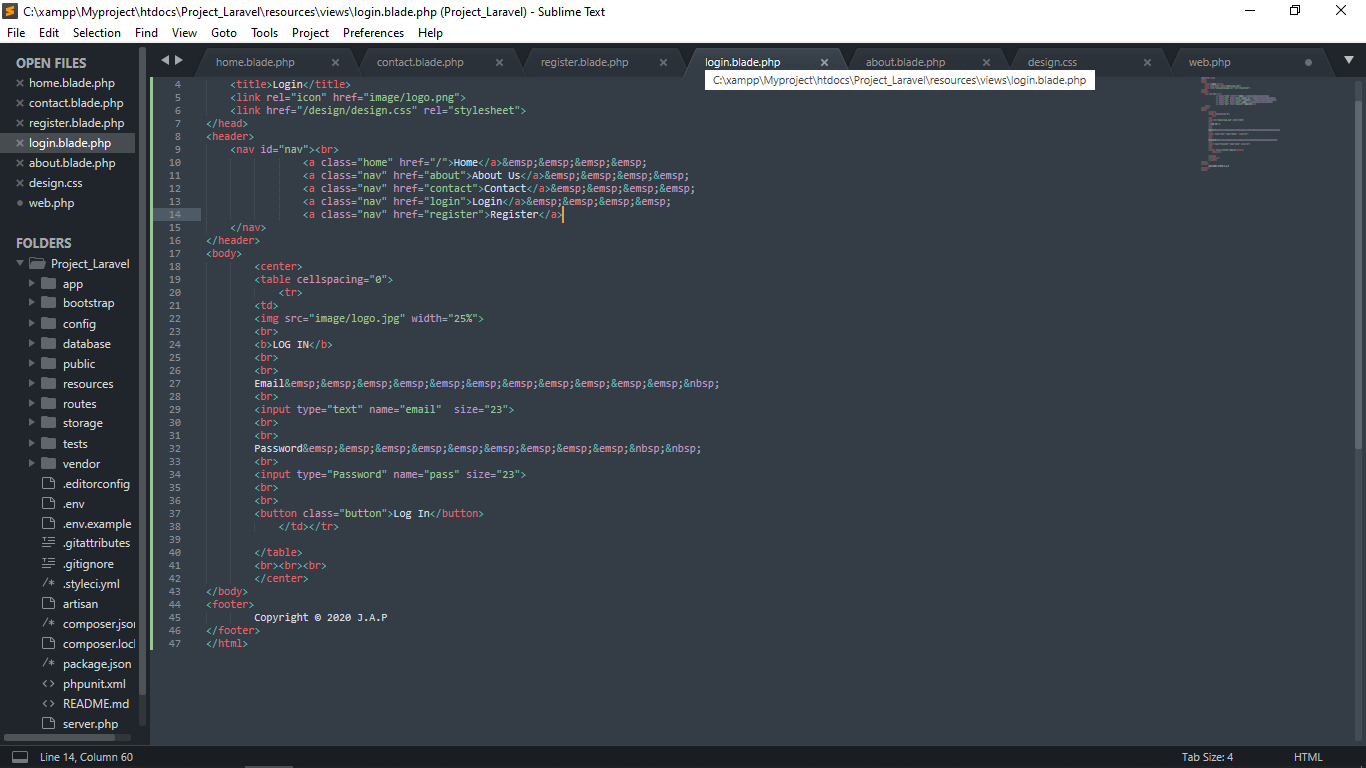 C:\xampp\Myproject\htdocs\Project_Laravel\resources\views\login.blade.php (Project_Laravel) - Sublime Text
File Edit Selection Find View Goto Tools Project Preferences Help
OPEN FILES
home.blade.php
contact.blade.php
register.blade.php
login.blade.php
about.blade.php
design.css
web.php
FOLDERS
Project_Laravel
app
bootstrap
config
database
public
resources
routes
storage
tests
vendor
.editorconfig
.env
.env.example
.gitattributes
.gitignore
/* .styleci.yml
artisan
/* composer.jso
composer.loc
/* package.json
<> phpunit.xml
<> README.md
server.php
home.blade.php contact.blade.php register.blade.php login.blade.php about.blade.php design.css web.php
C:\xampp\Myproject\htdocs\Project_Laravel\resources\views\login.blade.php
4 <title>Login</title>
5 <link rel="icon" href="image/logo.png">
6 <link href="/design/design.css" rel="stylesheet">
7 </head>
8 <header>
9 <nav id="nav"><br>
10 <a class="home" href="/">Home</a>&emsp;&emsp;&emsp;&emsp;
11 <a class="nav" href="about">About Us</a>&emsp;&emsp;&emsp;&emsp;
12 <a class="nav" href="contact">Contact</a>&emsp;&emsp;&emsp;&emsp;
13 <a class="nav" href="login">Login</a>&emsp;&emsp;&emsp;&emsp;
14 <a class="nav" href="register">Register</a>
15 </nav>
16 </header>
17 <body>
18 <center>
19 <table cellspacing="0">
20 <tr>
21 <td>
22 <img src="image/logo.jpg" width="25%">
23 <br>
24 <b>LOG IN</b>
25 <br>
26 <br>
27 Email&emsp;&emsp;&emsp;&emsp;&emsp;&emsp;&emsp;&emsp;&emsp;&emsp;&emsp;&nbsp;
28 <br>
29 <input type="text" name="email"  size="23">
30 <br>
31 <br>
32 Password&emsp;&emsp;&emsp;&emsp;&emsp;&emsp;&emsp;&emsp;&emsp;&nbsp;&nbsp;
33 <br>
34 <input type="Password" name="pass" size="23">
35 <br>
36 <br>
37 <button class="button">Log In</button>
38 </td></tr>
39
40 </table>
41 <br><br><br>
42 </center>
43 </body>
44 <footer>
45 Copyright © 2020 J.A.P
46 </footer>
47 </html>
Line 14, Column 60 Tab Size: 4 HTML